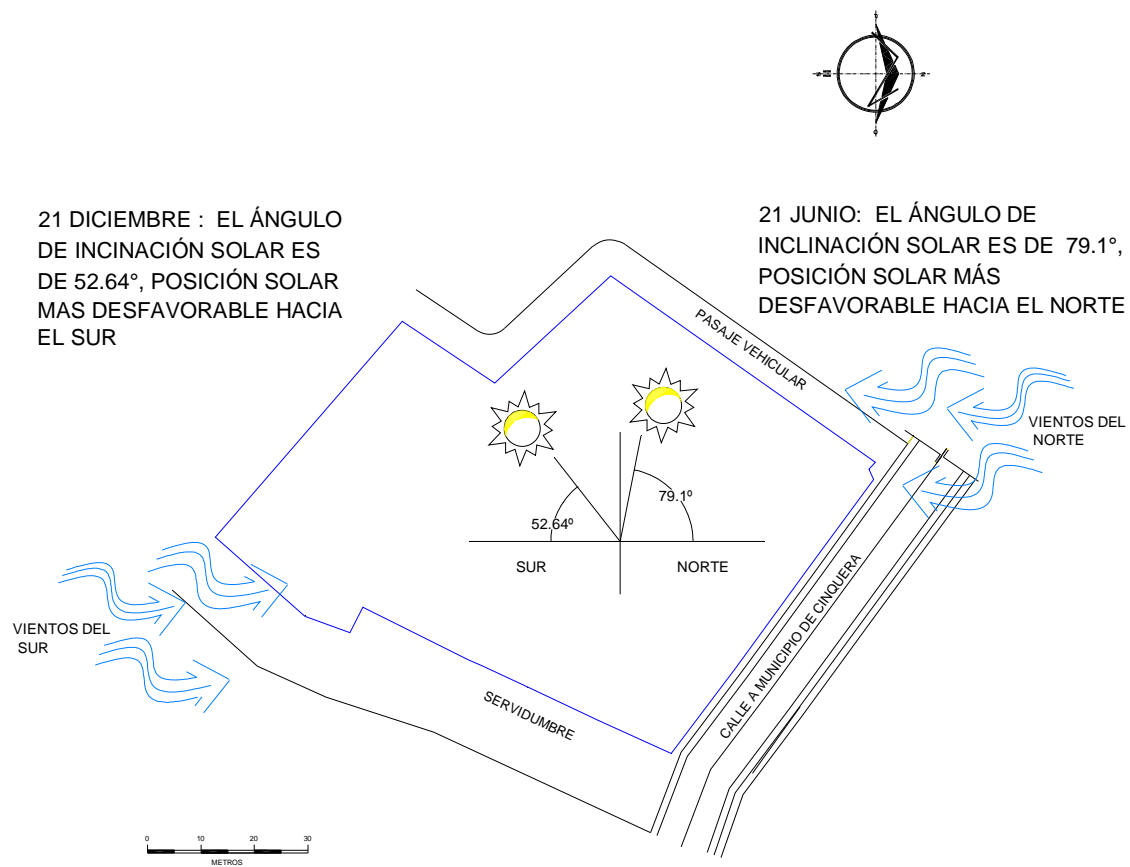 21 DICIEMBRE : EL ÁNGULO
DE INCINACIÓN SOLAR ES
DE 52.64°, POSICIÓN SOLAR
MAS DESFAVORABLE HACIA
EL SUR
21 JUNIO: EL ÁNGULO DE
INCLINACIÓN SOLAR ES DE 79.1°,
POSICIÓN SOLAR MÁS
DESFAVORABLE HACIA EL NORTE
PASAJE VEHICULAR
VIENTOS DEL
NORTE
52.64º
79.1º
SUR
NORTE
VIENTOS DEL
SUR
CALLE A MUNICIPIO DE CINQUERA
SERVIDUMBRE
0 10 20 30
METROS